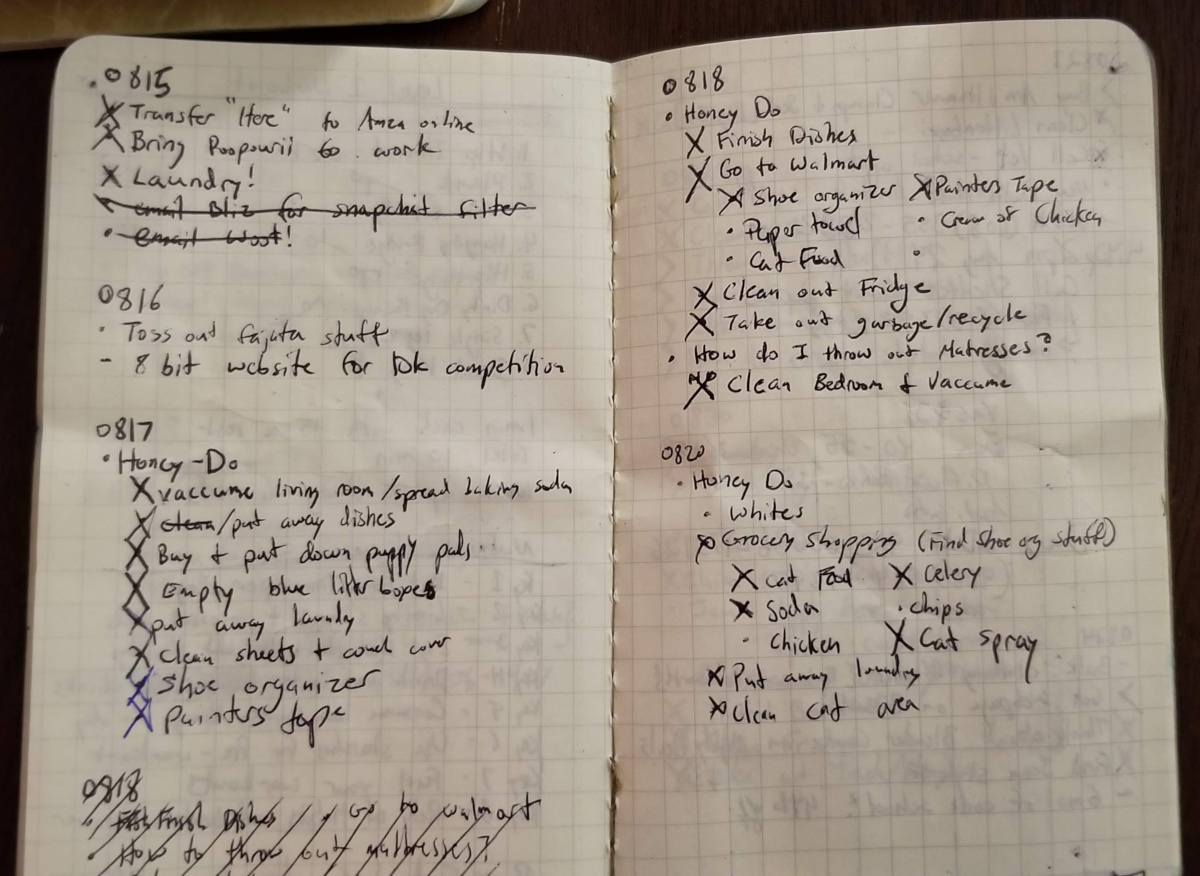 0815
Transfer "Here" to Anza online
Bring Poopourii to work
Laundry!
email Bliz for snapchat filter
email Woot!
0816
Toss out fajita stuff
- 8 bit website for 10k competition
0817
Honey-Do
vaccume living room/spread baking soda
clean/put away dishes
Buy + put down puppy pads
Empty blue litter boxes
put away laundry
Clean sheets + couch cover
Shoe organizer
Painters tape
0818
Finish Dishes / Go to walmart
How to throw out mattresses?
0818
Honey Do
Finish Dishes
Go to Walmart
Shoe organizer Painters Tape
Paper towel Cream of Chicken
Cat Food
Clean out Fridge
Take out garbage/recycle
How do I throw out Matresses?
Clean Bedroom + Vaccume
0820
Honey Do
Whites
Grocery Shopping (Find Shoe org stuff)
Cat Food Celery
Soda chips
Chicken Cat spray
Put away laundry
Clean cat area